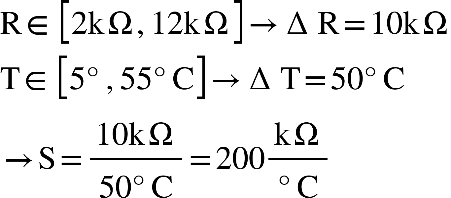 R∈[2kΩ, 12kΩ]→Δ R=10kΩ
T∈[5°, 55°C]→Δ T=50°C
→S=10kΩ/50°C=200 kΩ/°C